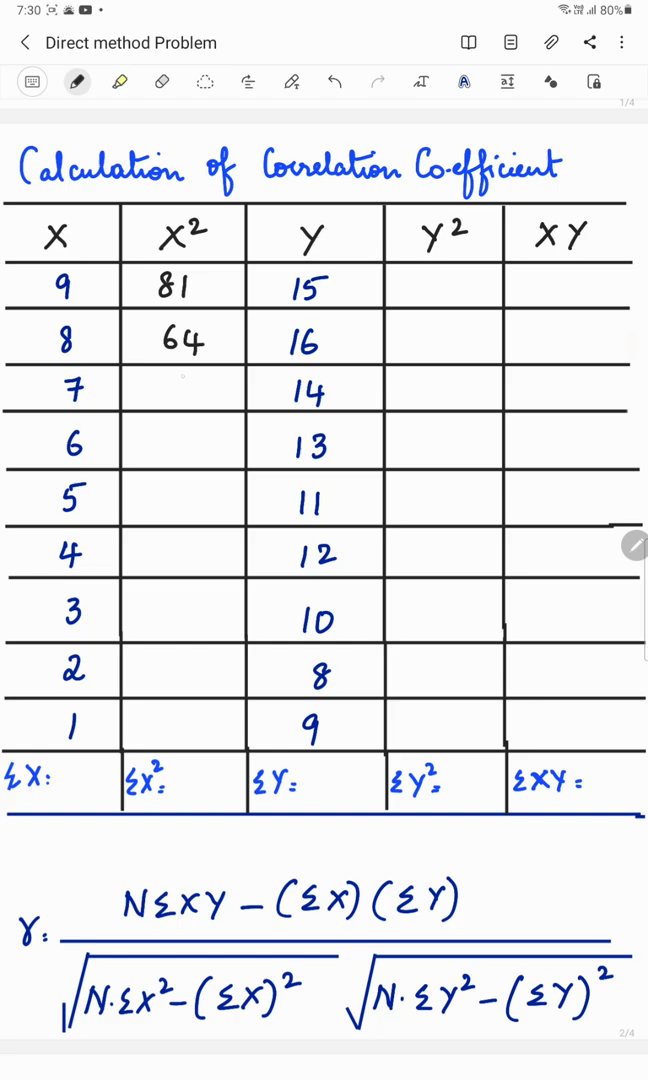 7:30 80%
Direct method Problem
1/4
Calculation of Correlation Co-efficient
X X² Y Y² XY
9 81 15
8 64 16
7 14
6 13
5 11
4 12
3 10
2 8
1 9
ΣX: ΣX²= ΣY= ΣY²= ΣXY=
NΣXY - (ΣX)(ΣY)
r:
√N·ΣX²-(ΣX)² √N·ΣY²-(ΣY)²
2/4